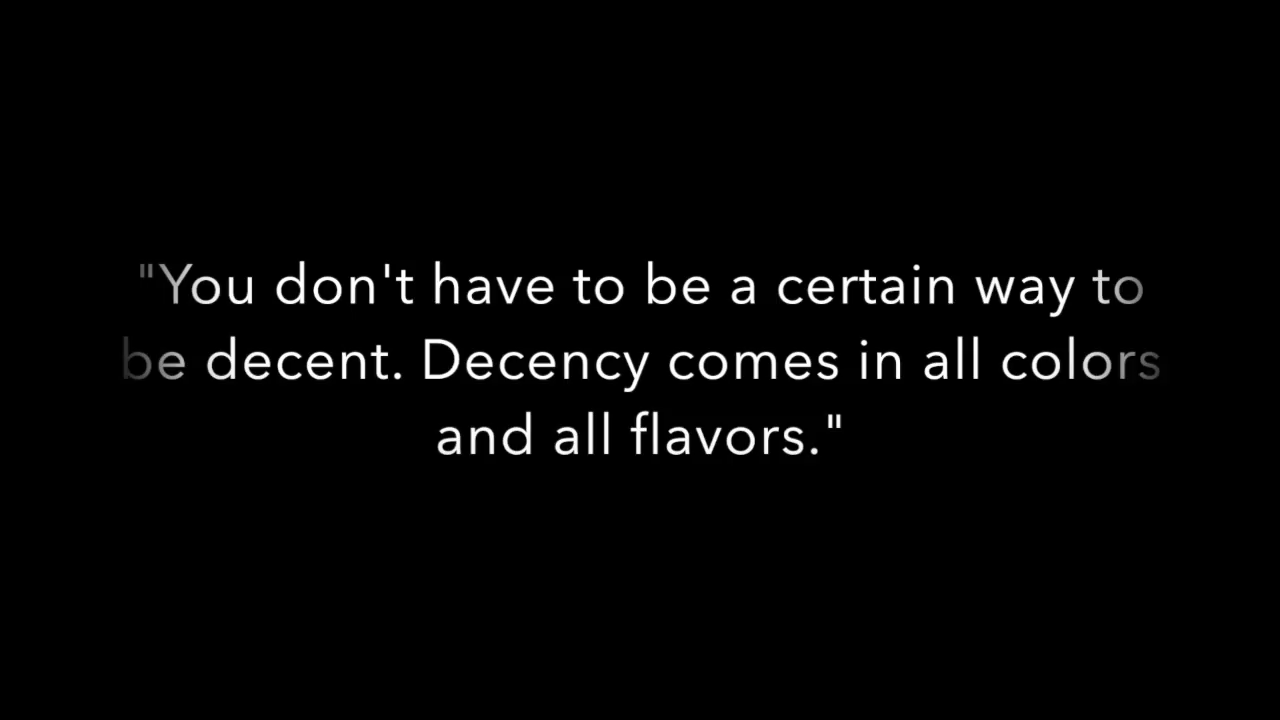 "You don't have to be a certain way to
be decent. Decency comes in all colors
and all flavors."